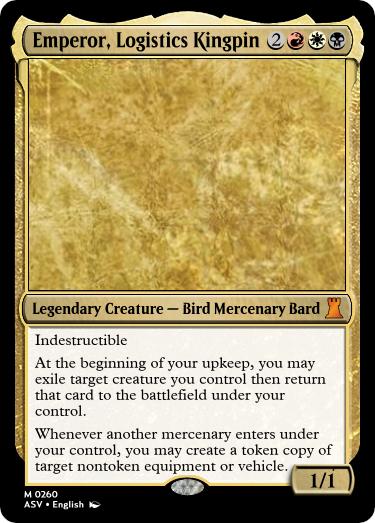 Emperor, Logistics Kingpin 2
Legendary Creature — Bird Mercenary Bard
Indestructible
At the beginning of your upkeep, you may
exile target creature you control then return
that card to the battlefield under your
control.
Whenever another mercenary enters under
your control, you may create a token copy of
target nontoken equipment or vehicle.
1/1
M 0260
ASV • English